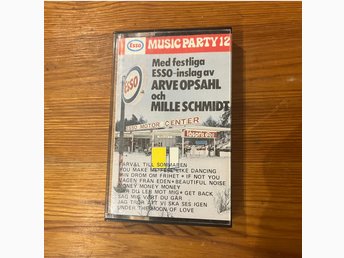 Esso MUSIC PARTY 12
Med festliga
ESSO-inslag av
ARVE OPSAHL
och
MILLE SCHMIDT
ESSO
ESSO MOTOR CENTER
FARVÄL TILL SOMMAREN
YOU MAKE ME FEEL LIKE DANCING
MIN DRÖM OM FRIHET • IF NOT YOU
DAGEN FRÅN EDEN • BEAUTIFUL NOISE
MONEY MONEY MONEY
NÄR DU LER MOT MIG • GET BACK
SÄG MIG VART DU GÅR
JAG TROR ATT VI SKA SES IGEN
UNDER THE MOON OF LOVE